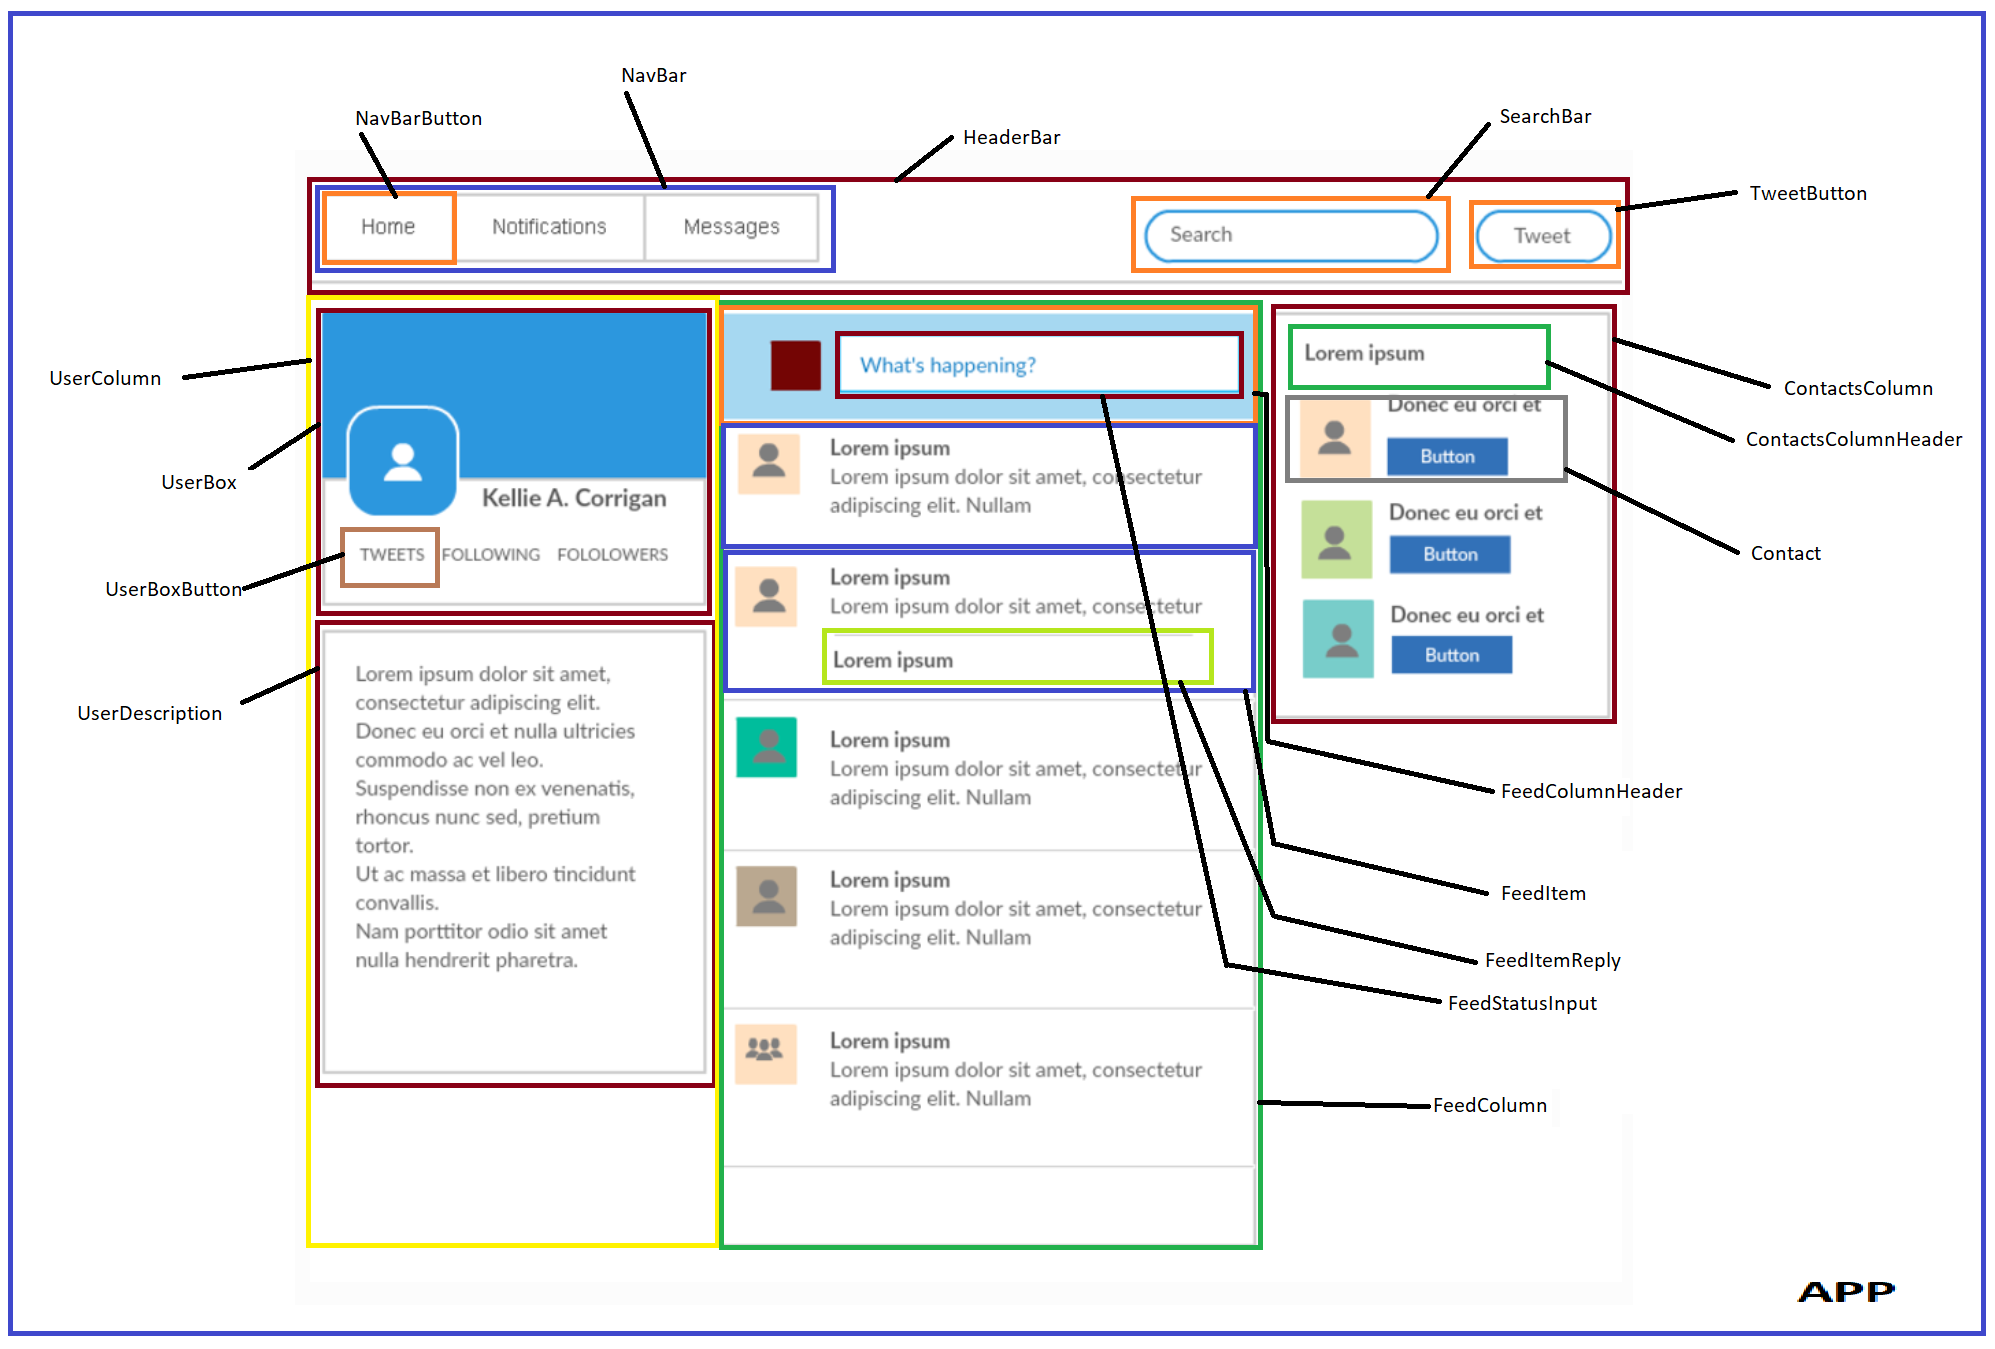 NavBar
NavBarButton
HeaderBar
SearchBar
TweetButton
Home
Notifications
Messages
Search
Tweet
UserColumn
UserBox
UserBoxButton
UserDescription
Kellie A. Corrigan
TWEETS
FOLLOWING
FOLOLOWERS
Lorem ipsum dolor sit amet,
consectetur adipiscing elit.
Donec eu orci et nulla ultricies
commodo ac vel leo.
Suspendisse non ex venenatis,
rhoncus nunc sed, pretium
tortor.
Ut ac massa et libero tincidunt
convallis.
Nam porttitor odio sit amet
nulla hendrerit pharetra.
What's happening?
Lorem ipsum
Lorem ipsum dolor sit amet, consectetur
adipiscing elit. Nullam
Lorem ipsum
Lorem ipsum dolor sit amet, consectetur
Lorem ipsum
Lorem ipsum
Lorem ipsum dolor sit amet, consectetur
adipiscing elit. Nullam
Lorem ipsum
Lorem ipsum dolor sit amet, consectetur
adipiscing elit. Nullam
Lorem ipsum
Lorem ipsum dolor sit amet, consectetur
adipiscing elit. Nullam
Lorem ipsum
Donec eu orci et
Button
Donec eu orci et
Button
Donec eu orci et
Button
ContactsColumn
ContactsColumnHeader
Contact
FeedColumnHeader
FeedItem
FeedItemReply
FeedStatusInput
FeedColumn
APP